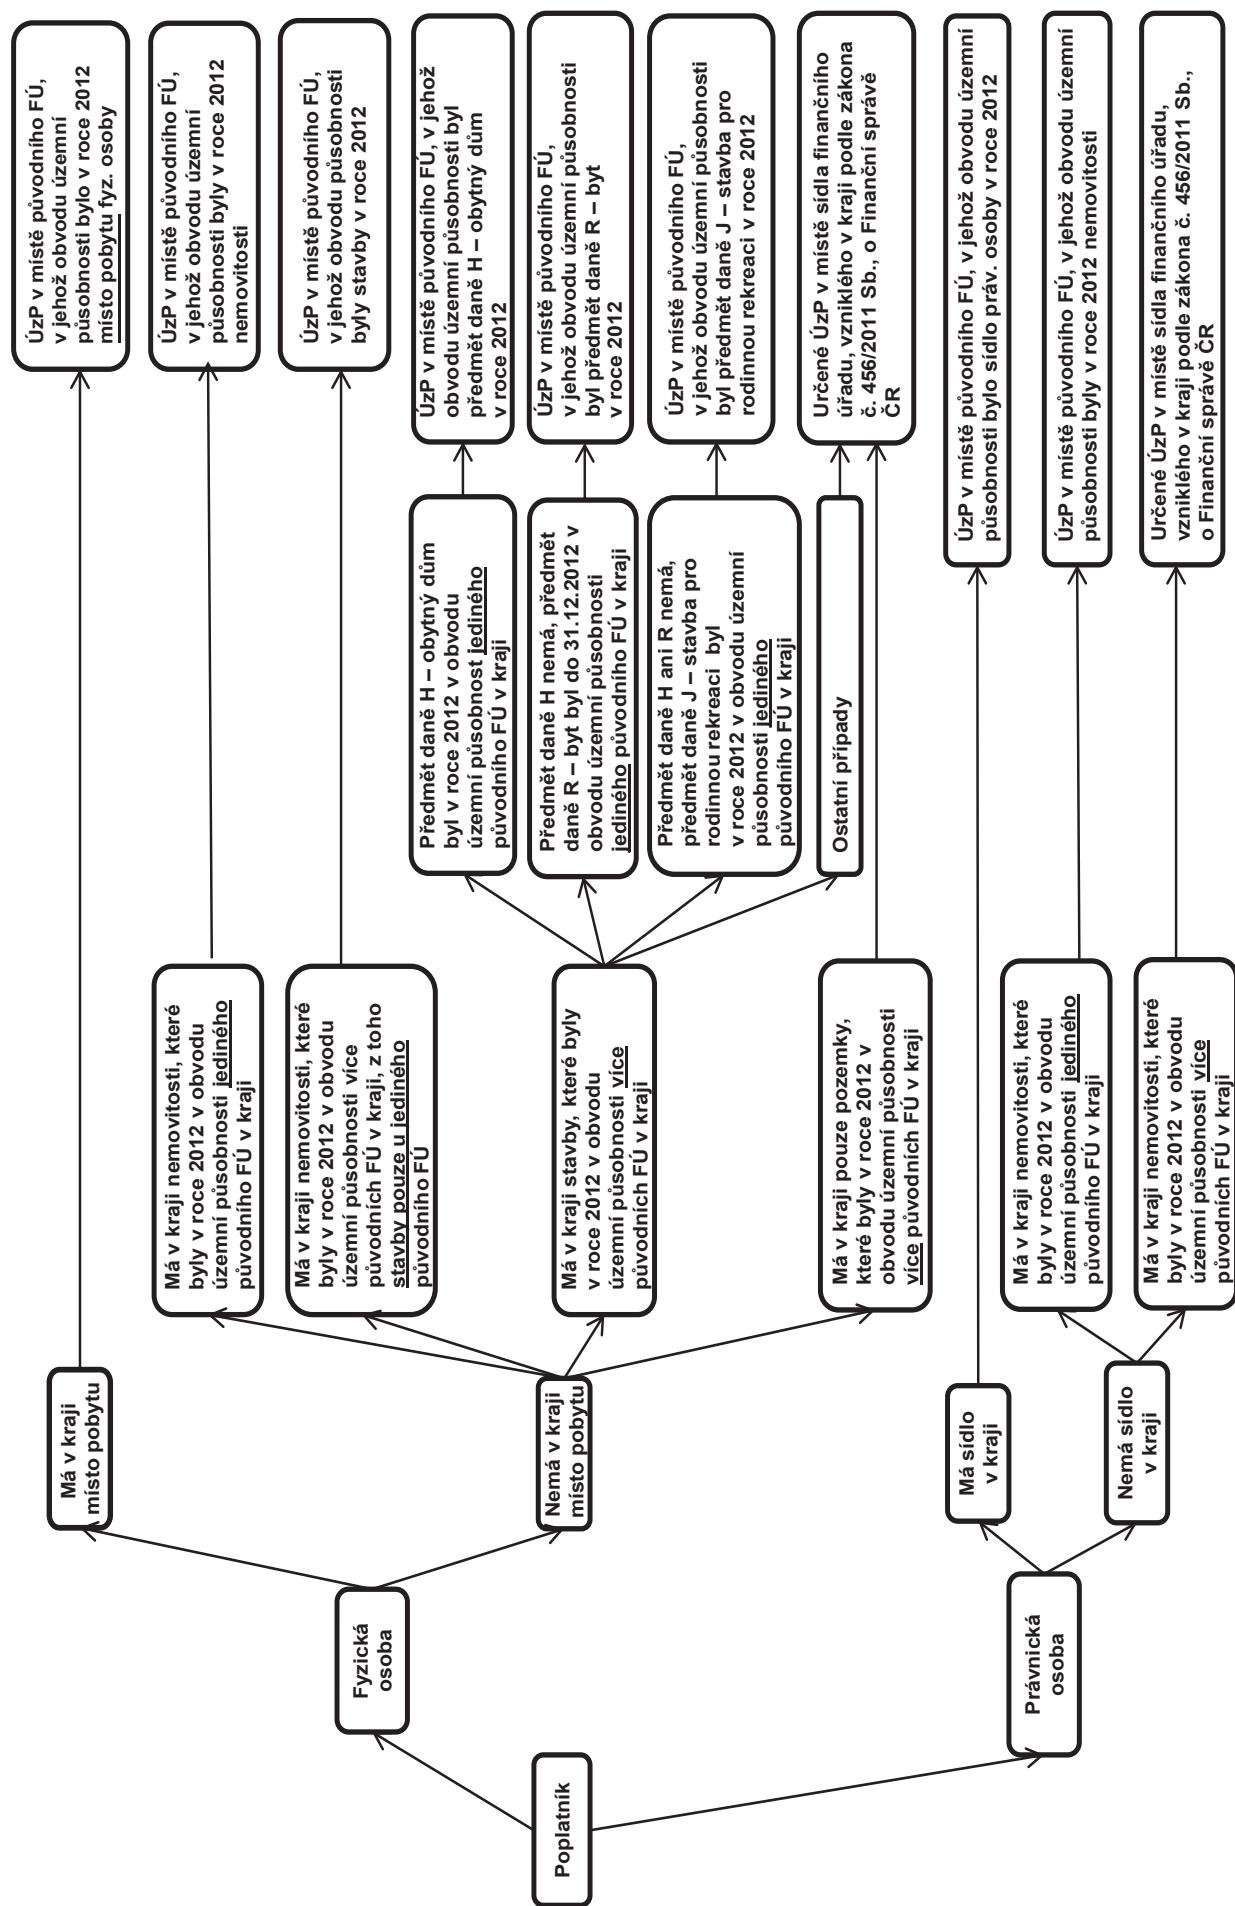 Poplatník
Fyzická
osoba
Právnická
osoba
Má v kraji
místo pobytu
Nemá v kraji
místo pobytu
Má sídlo
v kraji
Nemá sídlo
v kraji
Má v kraji nemovitosti, které
byly v roce 2012 v obvodu
územní působnosti jediného
původního FÚ v kraji
Má v kraji nemovitosti, které
byly v roce 2012 v obvodu
územní působnosti více
původních FÚ v kraji, z toho
stavby pouze u jediného
původního FÚ
Má v kraji stavby, které byly
v roce 2012 v obvodu
územní působnosti více
původních FÚ v kraji
Má v kraji pouze pozemky,
které byly v roce 2012 v
obvodu územní působnosti
více původních FÚ v kraji
Má v kraji nemovitosti, které
byly v roce 2012 v obvodu
územní působnosti jediného
původního FÚ v kraji
Má v kraji nemovitosti, které
byly v roce 2012 v obvodu
územní působnosti více
původních FÚ v kraji
Předmět daně H – obytný dům
byl v roce 2012 v obvodu
územní působnost jediného
původního FÚ v kraji
Předmět daně H nemá, předmět
daně R – byt byl do 31.12.2012 v
obvodu územní působnosti
jediného původního FÚ v kraji
Předmět daně H ani R nemá,
předmět daně J – stavba pro
rodinnou rekreaci byl
v roce 2012 v obvodu územní
působnosti jediného
původního FÚ v kraji
Ostatní případy
ÚzP v místě původního FÚ,
v jehož obvodu územní
působnosti bylo v roce 2012
místo pobytu fyz. osoby
ÚzP v místě původního FÚ,
v jehož obvodu územní
působnosti byly v roce 2012
nemovitosti
ÚzP v místě původního FÚ,
v jehož obvodu působnosti
byly stavby v roce 2012
ÚzP v místě původního FÚ, v jehož
obvodu územní působnosti byl
předmět daně H – obytný dům
v roce 2012
ÚzP v místě původního FÚ,
v jehož obvodu územní působnosti
byl předmět daně R – byt
v roce 2012
ÚzP v místě původního FÚ,
v jehož obvodu územní působnosti
byl předmět daně J – stavba pro
rodinnou rekreaci v roce 2012
Určené ÚzP v místě sídla finančního
úřadu, vzniklého v kraji podle zákona
č. 456/2011 Sb., o Finanční správě
ČR
ÚzP v místě původního FÚ, v jehož obvodu územní
působnosti bylo sídlo práv. osoby v roce 2012
ÚzP v místě původního FÚ, v jehož obvodu územní
působnosti byly v roce 2012 nemovitosti
Určené ÚzP v místě sídla finančního úřadu,
vzniklého v kraji podle zákona č. 456/2011 Sb.,
o Finanční správě ČR